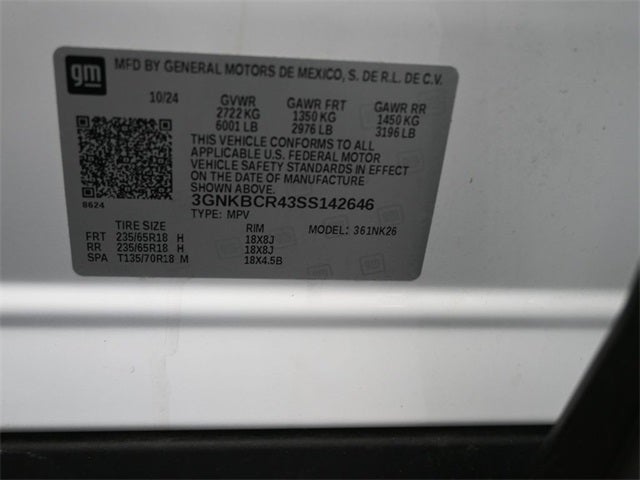 gm MFD BY GENERAL MOTORS DE MEXICO, S. DE R.L. DE C.V.
10/24 GVWR GAWR FRT GAWR RR
2722 KG 1350 KG 1450 KG
6001 LB 2976 LB 3196 LB
THIS VEHICLE CONFORMS TO ALL
APPLICABLE U.S. FEDERAL MOTOR
VEHICLE SAFETY STANDARDS IN EFFECT
ON THE DATE OF MANUFACTURE
SHOWN ABOVE.
8624 3GNKBCR43SS142646
TYPE: MPV
TIRE SIZE RIM MODEL: 361NK26
FRT 235/65R18 H 18X8J
RR 235/65R18 H 18X8J
SPA T135/70R18 M 18X4.5B